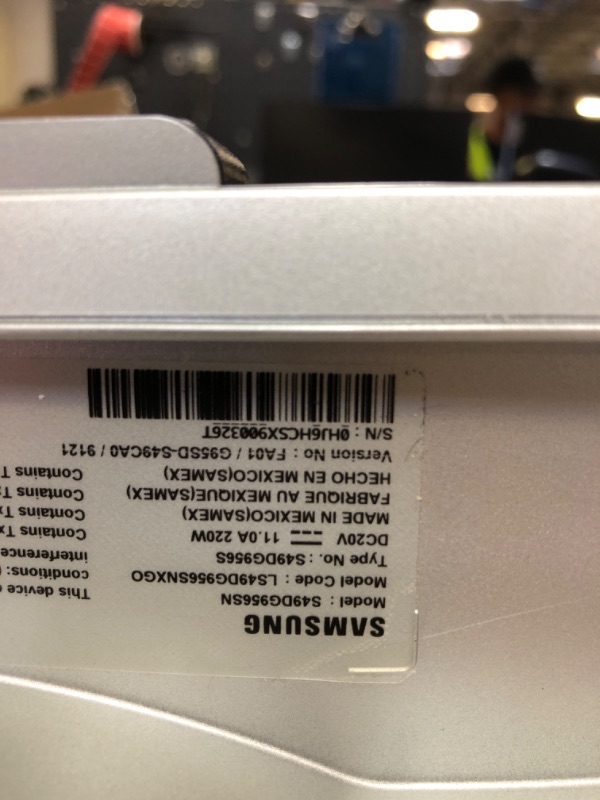 SAMSUNG
Model : S49DG956SN
Model Code : LS49DG956SNXGO
Type No. : S49DG956S
DC20V 11.0A 220W
MADE IN MEXICO(SAMEX)
FABRIQUE AU MEXIQUE(SAMEX)
HECHO EN MEXICO(SAMEX)
Version No : FA01 / G95SD-S49CA0 / 9121
S/N : 0HJ6HCSX900326T
This device
conditions:
interference
Contains Tx
Contains Tx
Contains T
Contains T